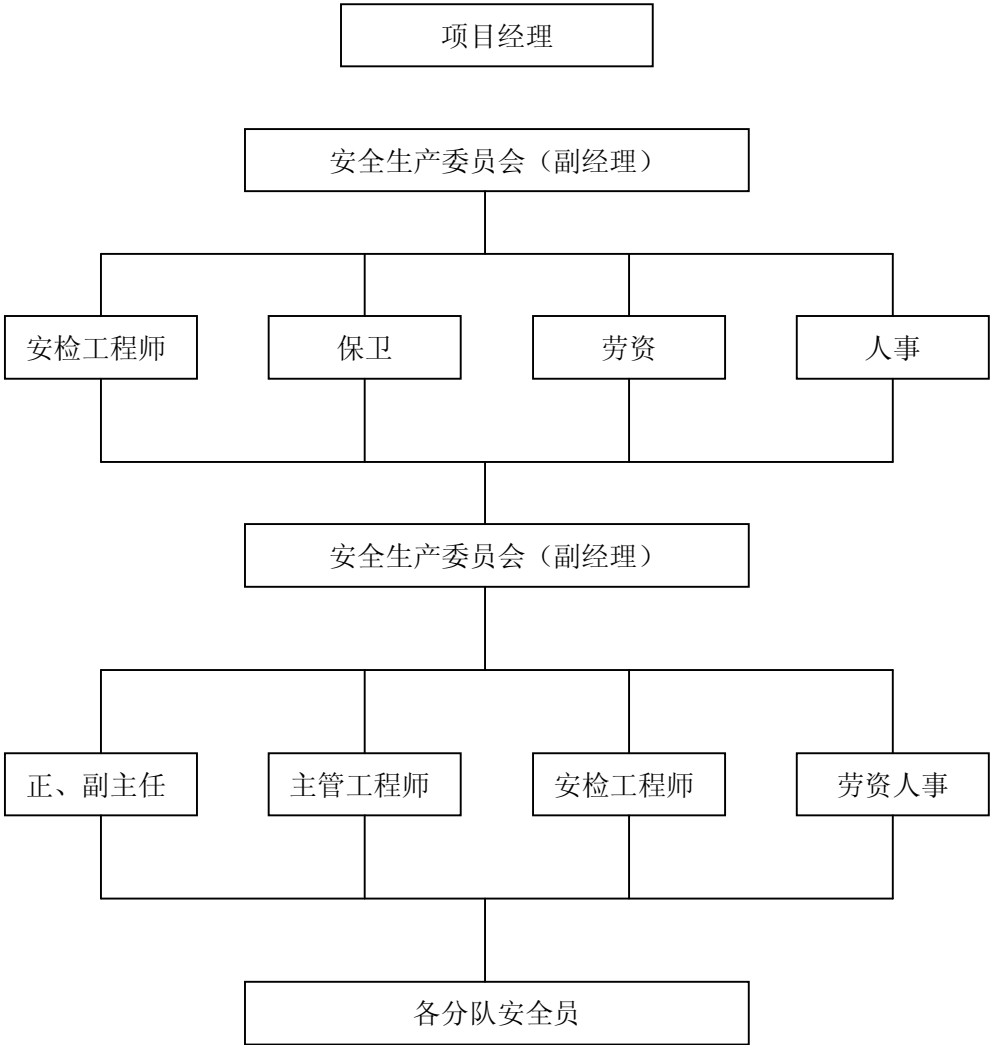 项目经理
安全生产委员会（副经理）
安检工程师
保卫
劳资
人事
安全生产委员会（副经理）
正、副主任
主管工程师
安检工程师
劳资人事
各分队安全员